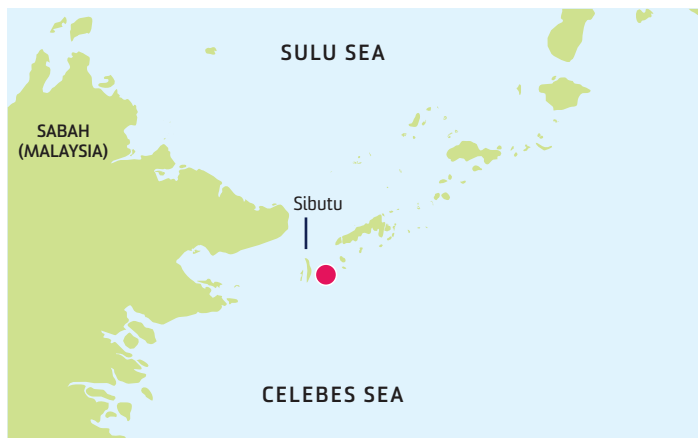 SULU SEA
SABAH
(MALAYSIA)
Sibutu
CELEBES SEA